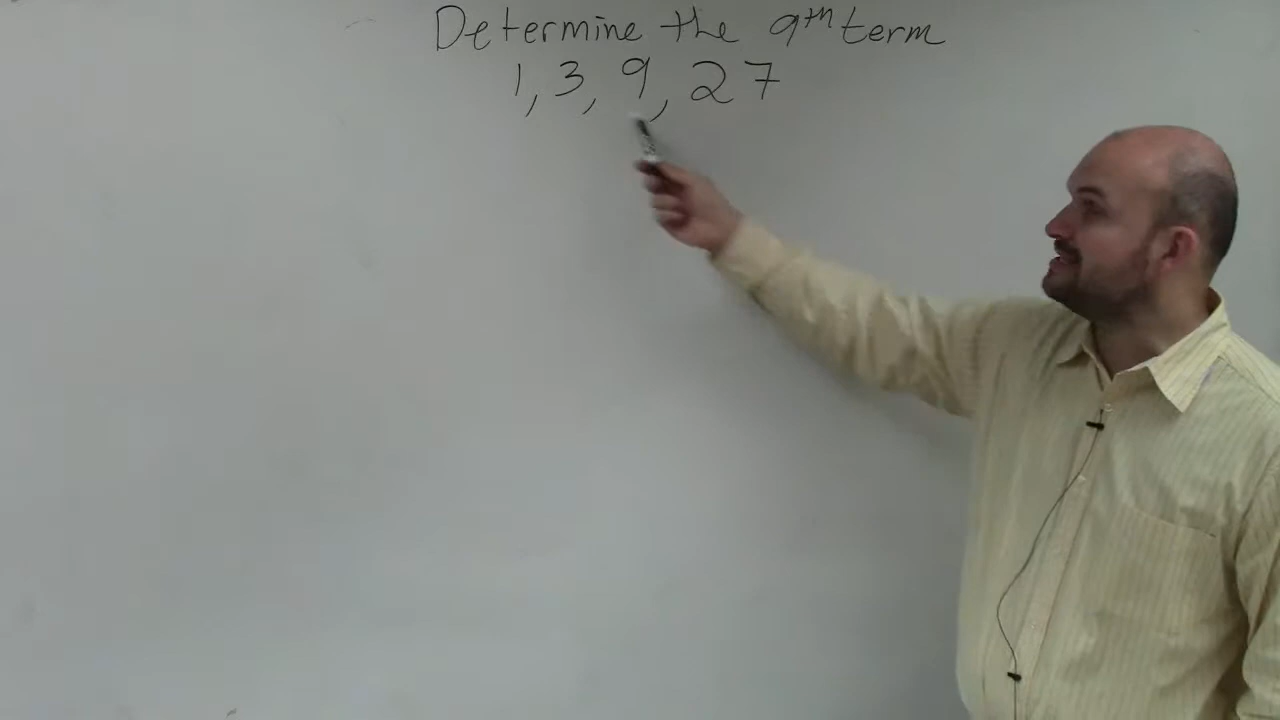 Determine the 9th term
1, 3, 9, 27